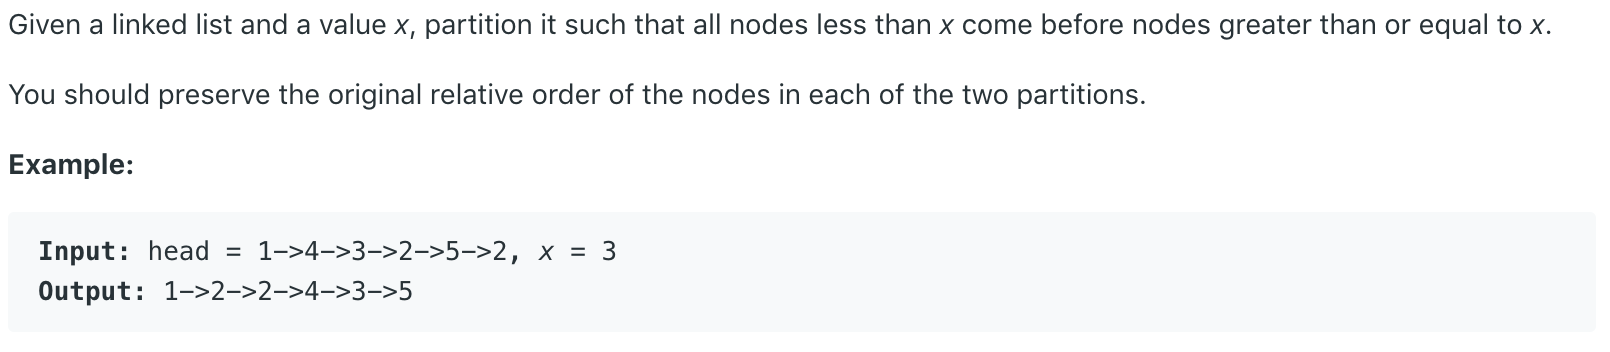 Given a linked list and a value x, partition it such that all nodes less than x come before nodes greater than or equal to x.
You should preserve the original relative order of the nodes in each of the two partitions.
Example:
Input: head = 1->4->3->2->5->2, x = 3
Output: 1->2->2->4->3->5